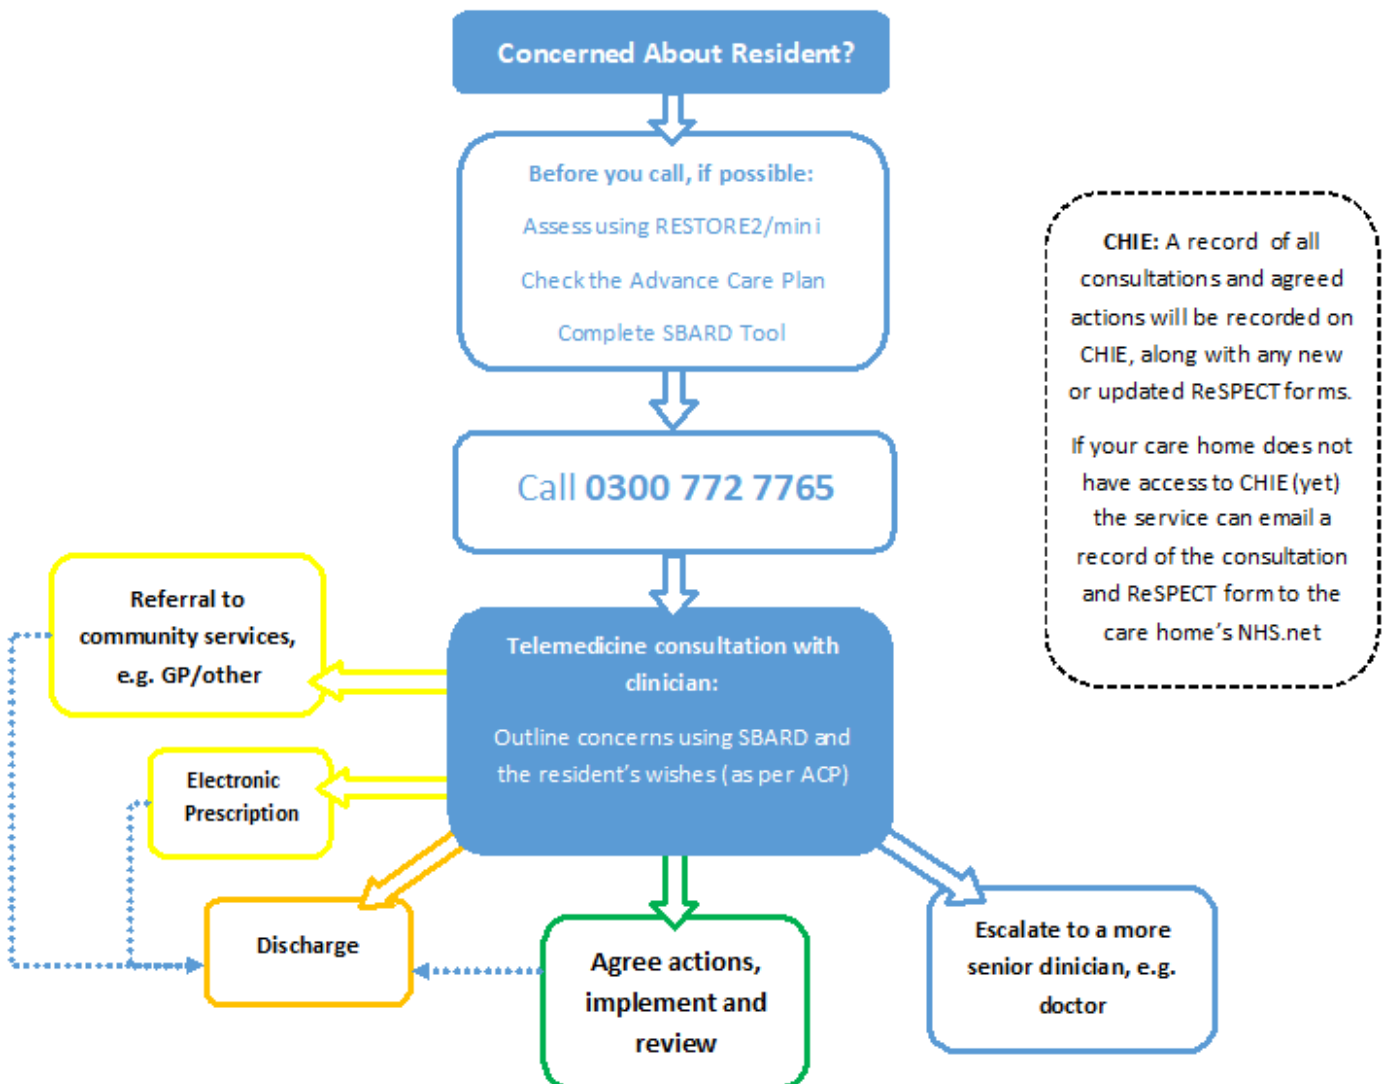 Concerned About Resident?
Before you call, if possible:
Assess using RESTORE2/mini
Check the Advance Care Plan
Complete SBARD Tool
Call 0300 772 7765
Telemedicine consultation with
clinician:
Outline concerns using SBARD and
the resident's wishes (as per ACP)
Referral to
community services,
e.g. GP/other
Electronic
Prescription
Discharge
Agree actions,
implement and
review
Escalate to a more
senior clinician, e.g.
doctor
CHIE: A record of all
consultations and agreed
actions will be recorded on
CHIE, along with any new
or updated ReSPECT forms.
If your care home does not
have access to CHIE (yet)
the service can email a
record of the consultation
and ReSPECT form to the
care home's NHS.net